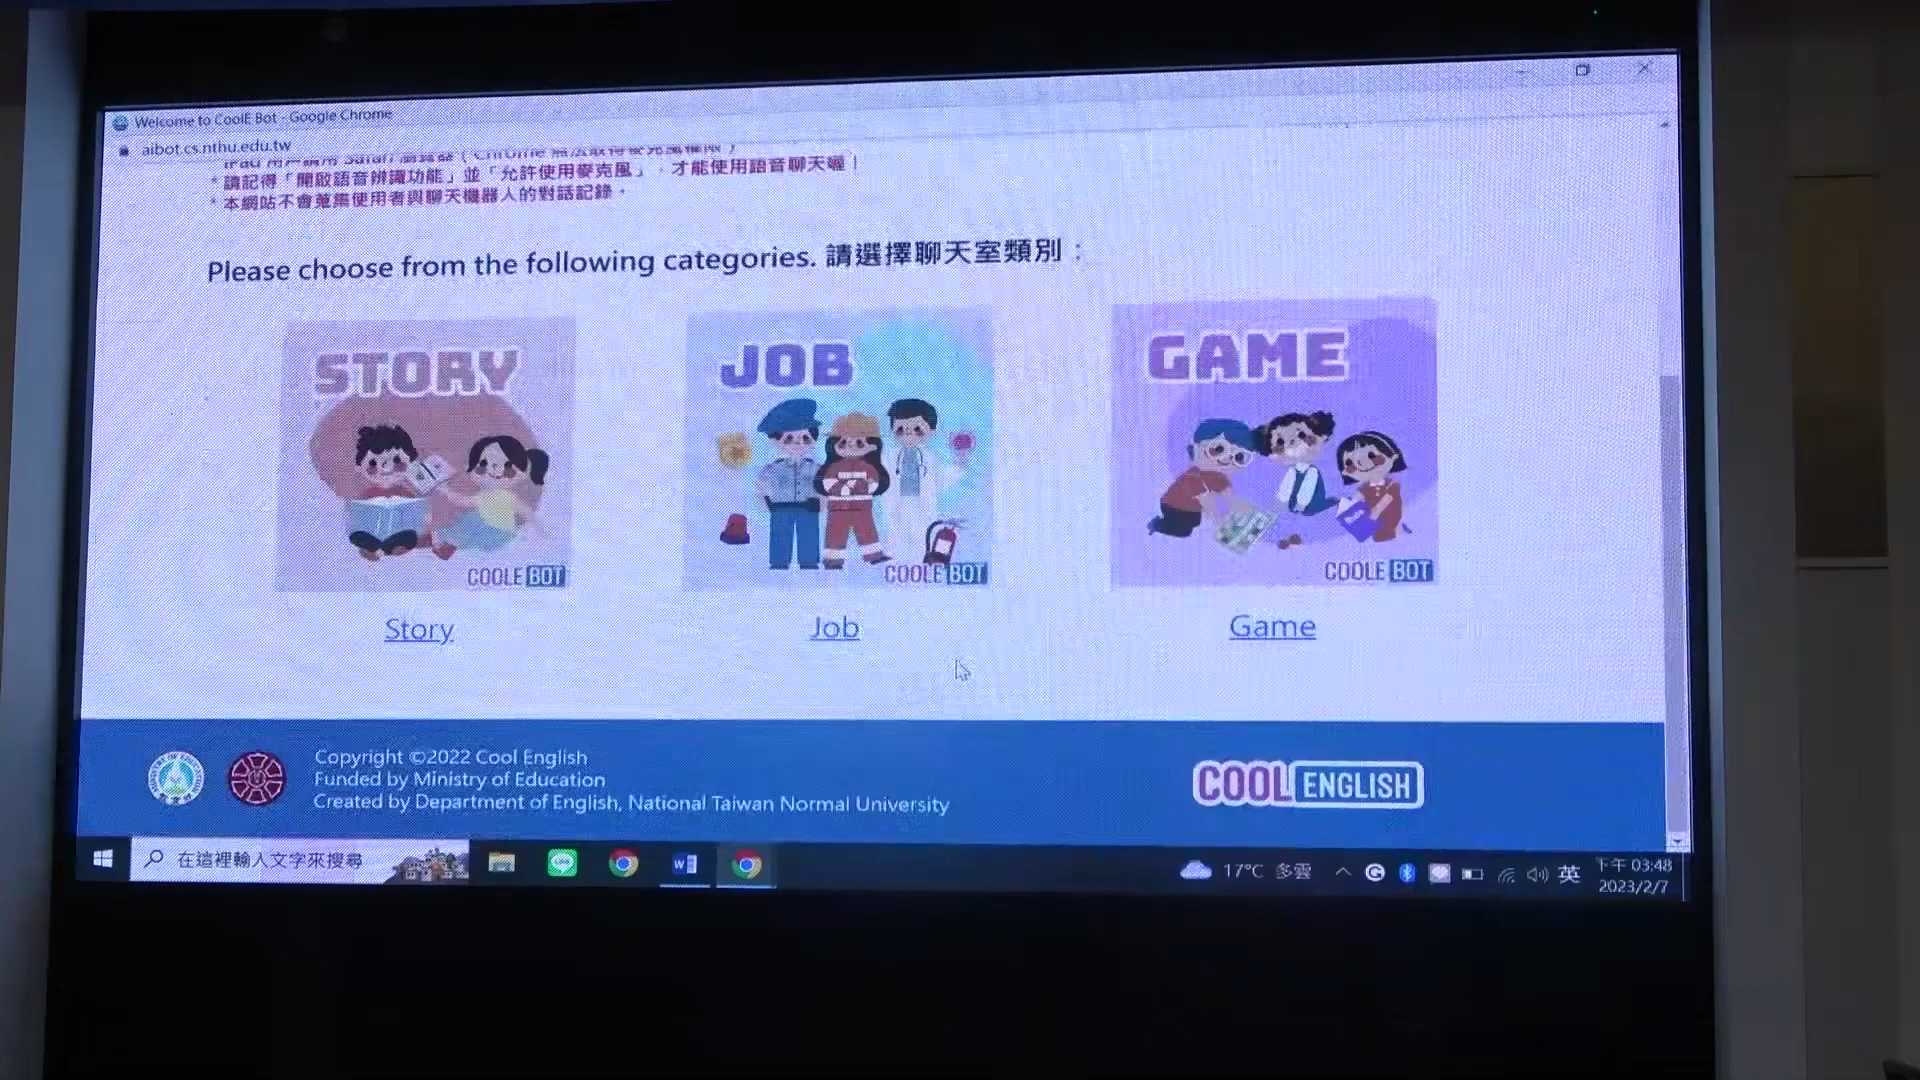 Welcome to CoolE Bot - Google Chrome
aibot.cs.nthu.edu.tw
* 請記得「開啟語音辨識功能」並「允許使用麥克風」，才能使用語音聊天喔！
* 本網站不會蒐集使用者與聊天機器人的對話記錄。
Please choose from the following categories. 請選擇聊天室類別：
STORY
JOB
GAME
COOLE BOT
COOLE BOT
COOLE BOT
Story
Job
Game
Copyright ©2022 Cool English
Funded by Ministry of Education
Created by Department of English, National Taiwan Normal University
COOL ENGLISH
在這裡輸入文字來搜尋
17°C 多雲
英
下午 03:48
2023/2/7